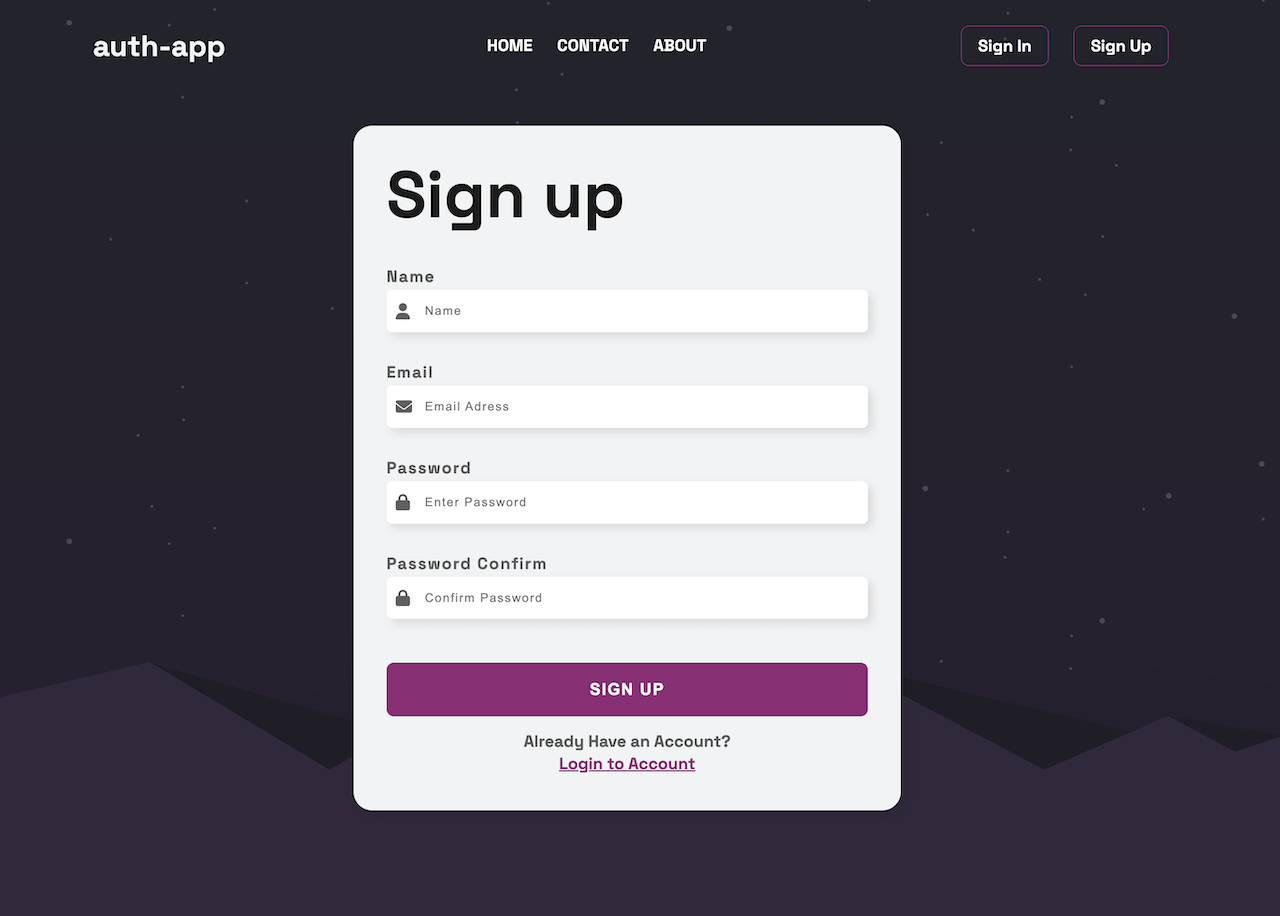 auth-app
HOME CONTACT ABOUT
Sign In Sign Up
Sign up
Name
Name
Email
Email Adress
Password
Enter Password
Password Confirm
Confirm Password
SIGN UP
Already Have an Account?
Login to Account